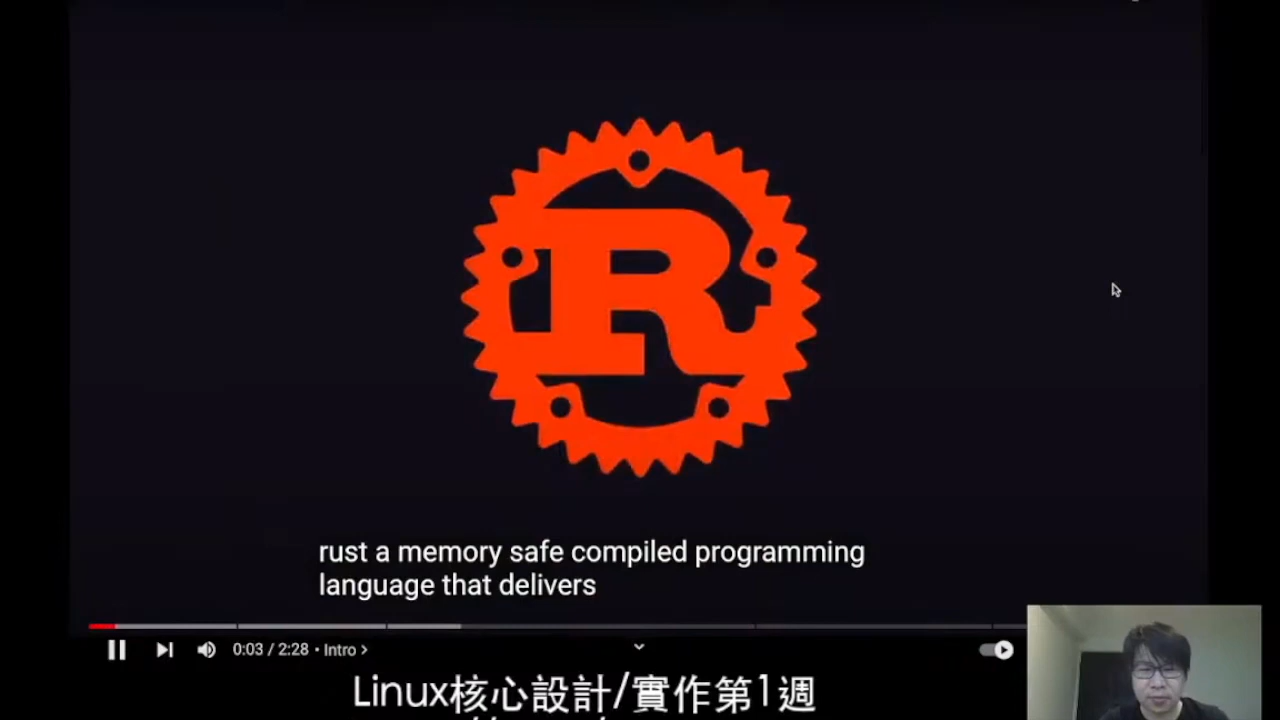 R
rust a memory safe compiled programming
language that delivers
0:03 / 2:28 • Intro >
Linux核心設計/實作第1週